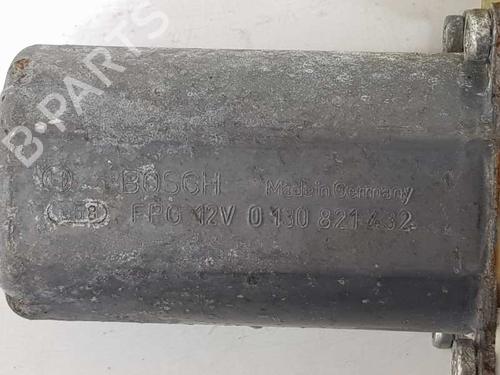 B-PARTS
BOSCH Made in Germany
FPG 12V 0 130 821 432